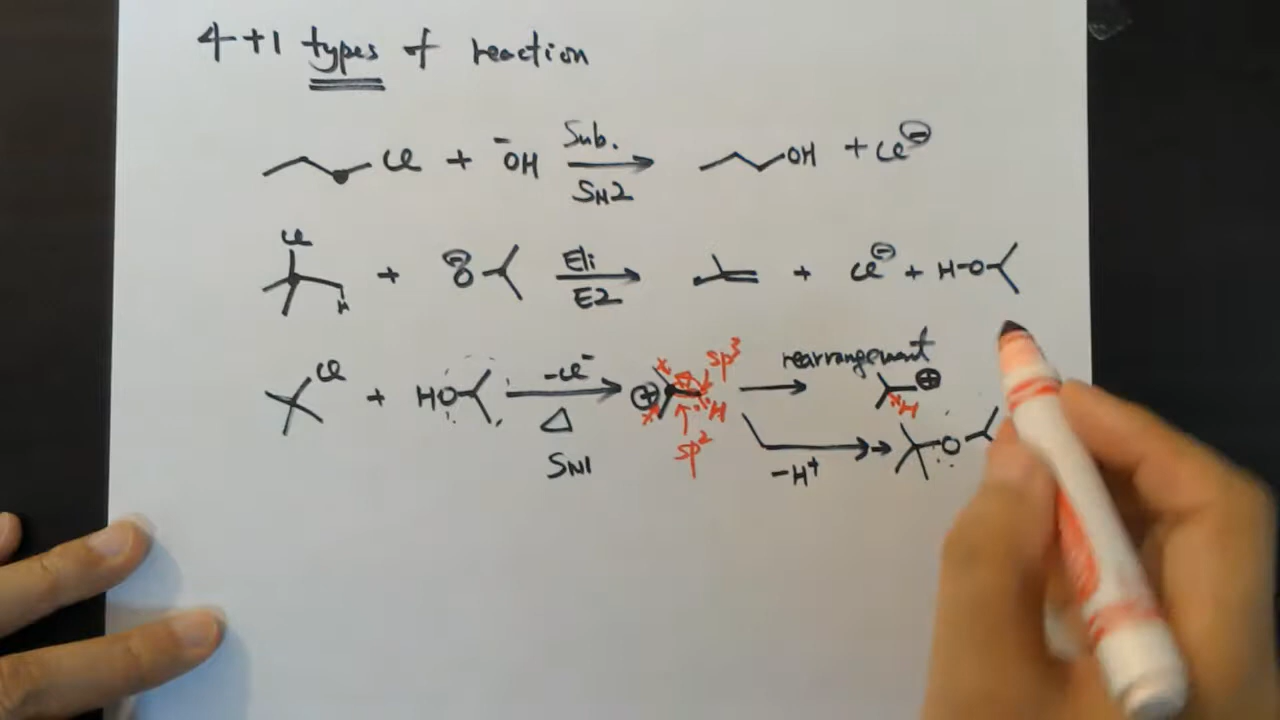 4+1 types of reaction
Cl + ⁻OH Sub. SN2 OH + Cl⊖
Cl H + ⊖O Eli E2 + Cl⊖ + H-O
Cl + HO -Cl⁻ Δ SN1 ⊕ sp³ H sp² rearrangement ⊕ H
-H⁺ O